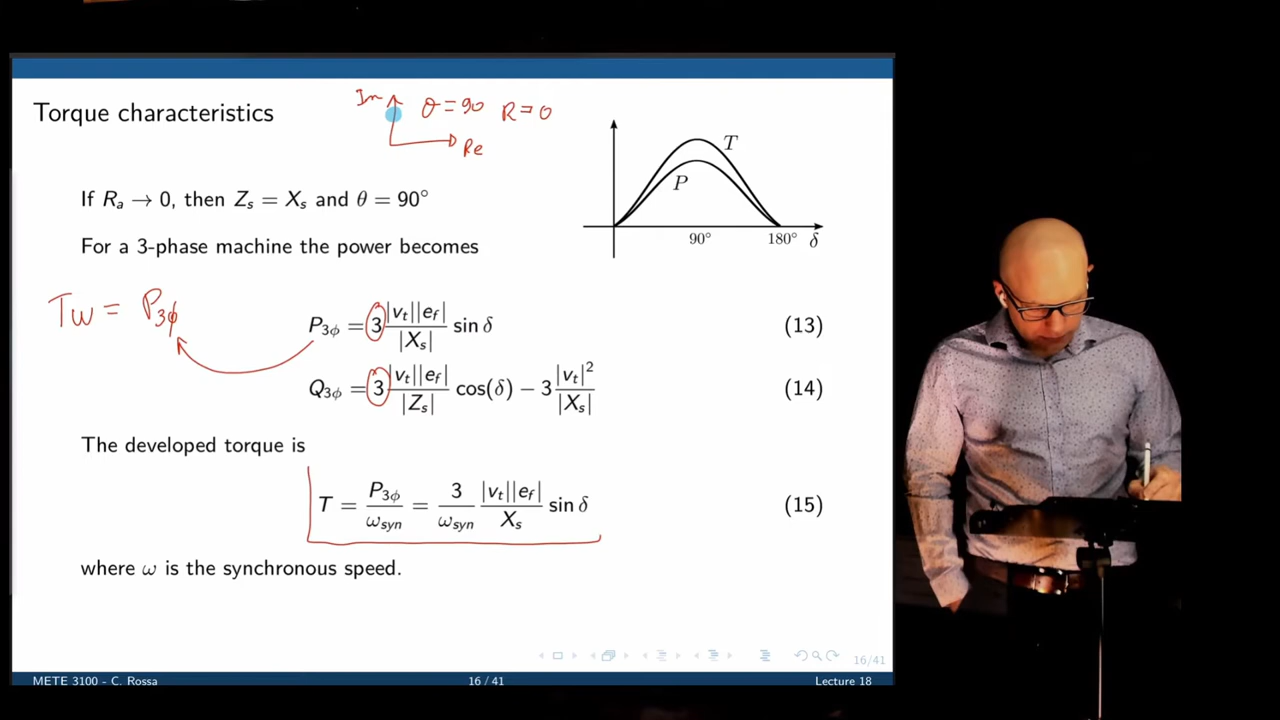 Torque characteristics
Im θ = 90 R = 0
Re
If Rₐ → 0, then Zₛ = Xₛ and θ = 90°
For a 3-phase machine the power becomes
T
P
90° 180° δ
Tω = P₃ϕ
P₃ϕ = 3 |vₜ||e_f| / |Xₛ| sin δ (13)
Q₃ϕ = 3 |vₜ||e_f| / |Zₛ| cos(δ) − 3 |vₜ|² / |Xₛ| (14)
The developed torque is
T = P₃ϕ / ω_syn = 3 / ω_syn |vₜ||e_f| / Xₛ sin δ (15)
where ω is the synchronous speed.
16/41
METE 3100 - C. Rossa 16 / 41 Lecture 18